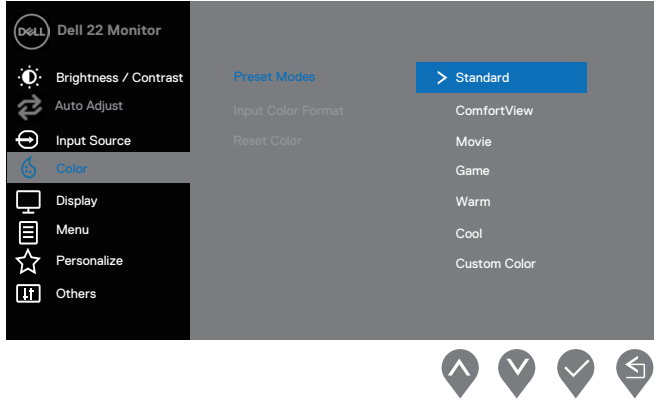 DELL Dell 22 Monitor
Brightness / Contrast Preset Modes Standard
Auto Adjust Input Color Format ComfortView
Input Source Reset Color Movie
Color Game
Display Warm
Menu Cool
Personalize Custom Color
Others